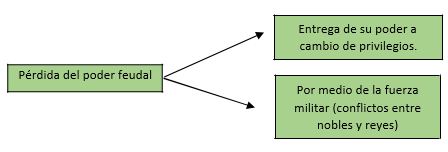 Pérdida del poder feudal
Entrega de su poder a
cambio de privilegios.
Por medio de la fuerza
militar (conflictos entre
nobles y reyes)